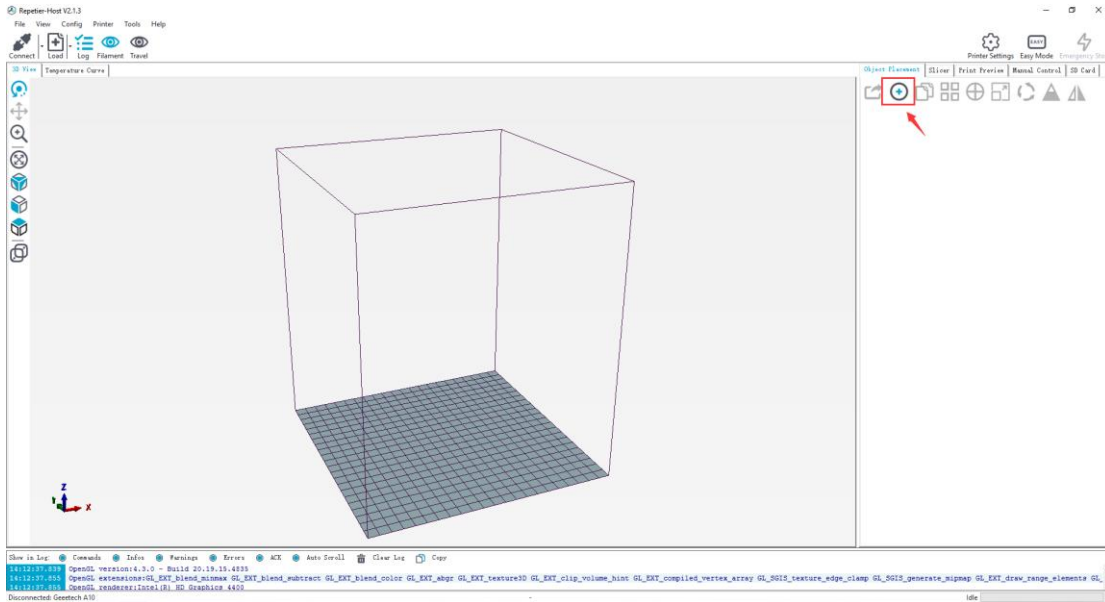 Repetier-Host V2.1.3
File View Config Printer Tools Help
Connect Load Log Filament Travel
Printer Settings Easy Mode Emergency Sto
EASY
3D View Temperature Curve
Object Placement Slicer Print Preview Manual Control SD Card
Z
Y
X
Show in Log: Commands Infos Warnings Errors ACK Auto Scroll Clear Log Copy
14:12:37.839 OpenGL version:4.3.0 - Build 20.19.15.4835
14:12:37.855 OpenGL extensions:GL_EXT_blend_minmax GL_EXT_blend_subtract GL_EXT_blend_color GL_EXT_abgr GL_EXT_texture3D GL_EXT_clip_volume_hint GL_EXT_compiled_vertex_array GL_SGIS_texture_edge_clamp GL_SGIS_generate_mipmap GL_EXT_draw_range_elements GL_
14:12:37.855 OpenGL renderer:Intel(R) HD Graphics 4400
Disconnected: Geeetech A10 - Idle